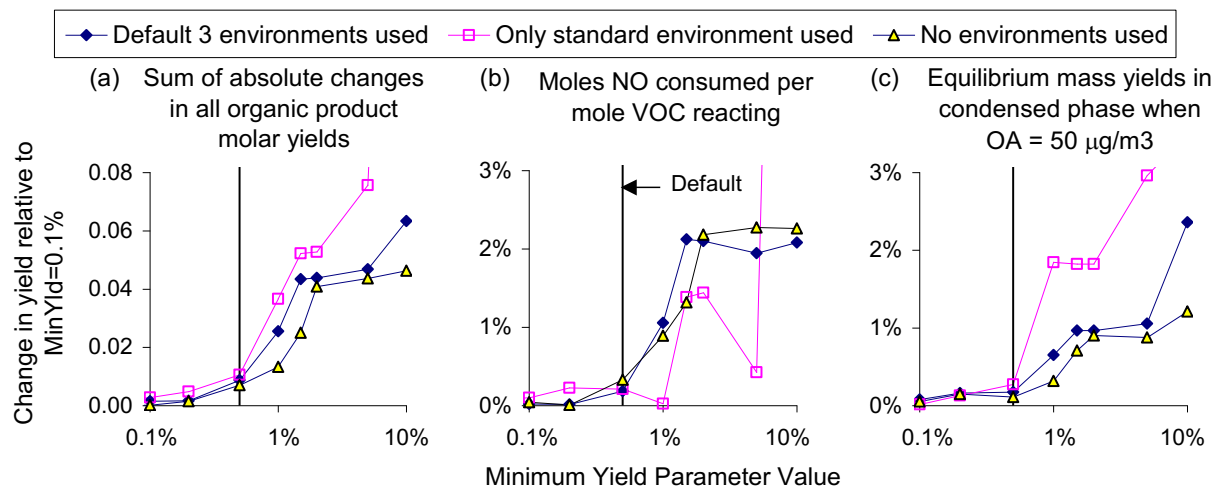 Default 3 environments used
Only standard environment used
No environments used
(a) Sum of absolute changes
in all organic product
molar yields
(b) Moles NO consumed per
mole VOC reacting
(c) Equilibrium mass yields in
condensed phase when
OA = 50 μg/m3
Change in yield relative to
MinYld=0.1%
0.08
0.06
0.04
0.02
0.00
0.1%
1%
10%
3%
2%
1%
0%
Default
0.1%
1%
10%
3%
2%
1%
0%
0.1%
1%
10%
Minimum Yield Parameter Value